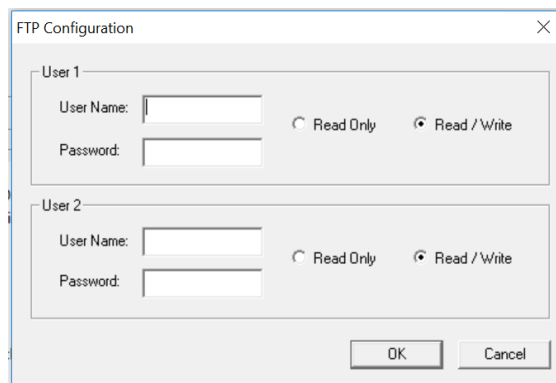 FTP Configuration
User 1
User Name:
Read Only
Read / Write
Password:
User 2
User Name:
Read Only
Read / Write
Password:
OK
Cancel